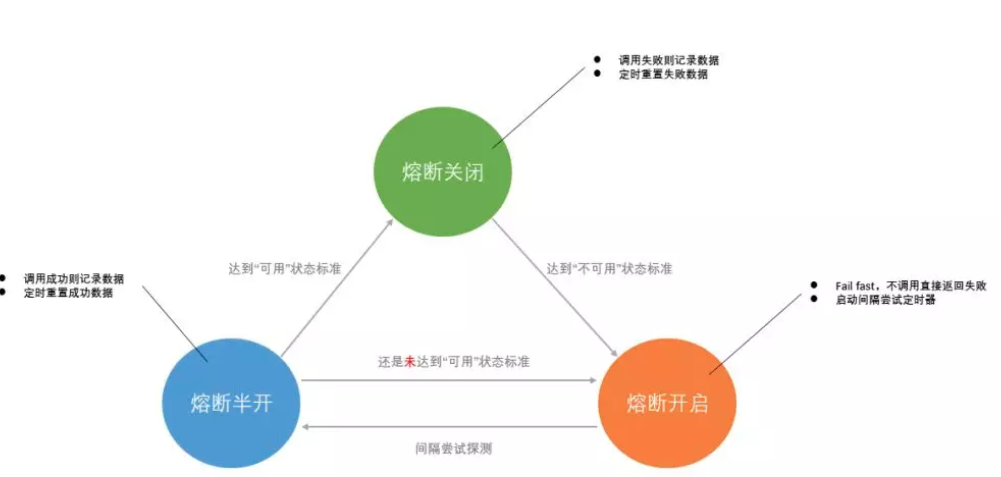 调用失败则记录数据
定时重置失败数据
熔断关闭
达到“可用”状态标准
达到“不可用”状态标准
调用成功则记录数据
定时重置成功数据
Fail fast，不调用直接返回失败
启动间隔尝试定时器
还是未达到“可用”状态标准
熔断半开
熔断开启
间隔尝试探测